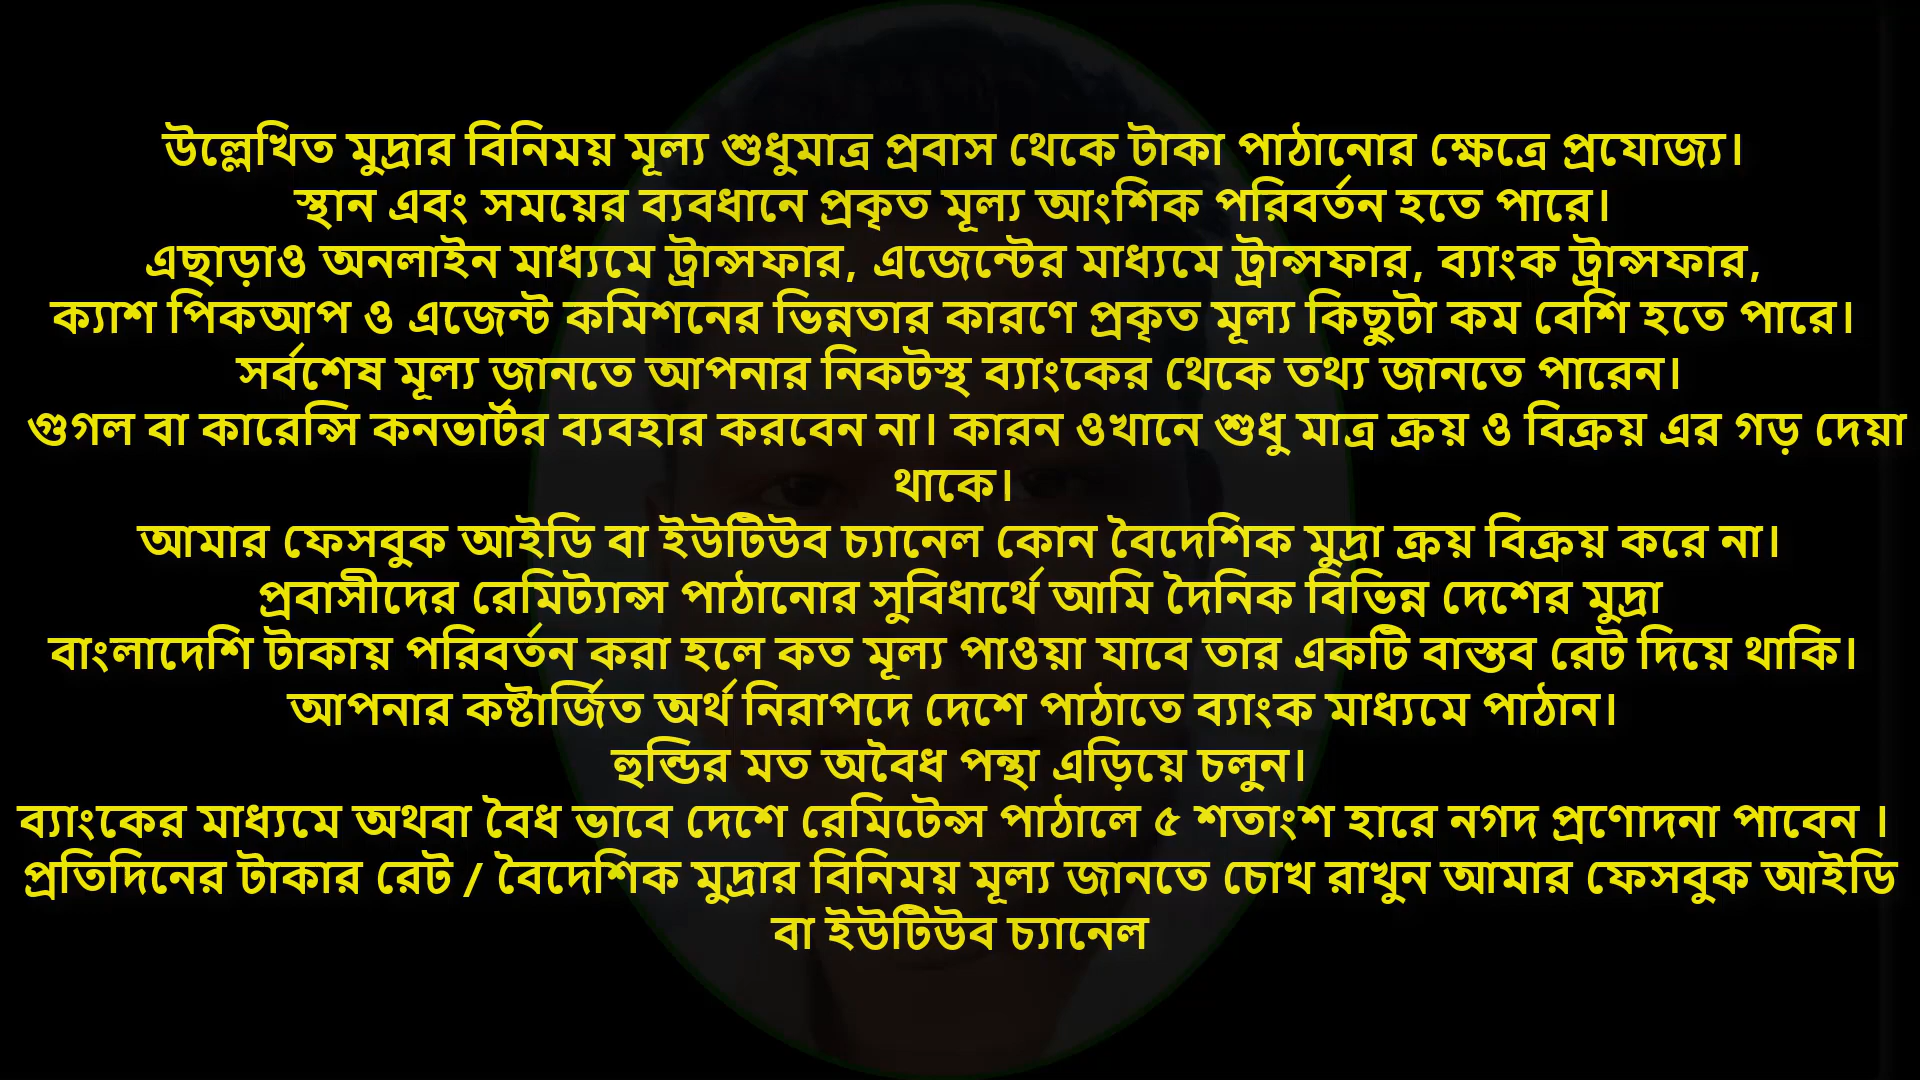 উল্লেখিত মুদ্রার বিনিময় মূল্য শুধুমাত্র প্রবাস থেকে টাকা পাঠানোর ক্ষেত্রে প্রযোজ্য।
স্থান এবং সময়ের ব্যবধানে প্রকৃত মূল্য আংশিক পরিবর্তন হতে পারে।
এছাড়াও অনলাইন মাধ্যমে ট্রান্সফার, এজেন্টের মাধ্যমে ট্রান্সফার, ব্যাংক ট্রান্সফার,
ক্যাশ পিকআপ ও এজেন্ট কমিশনের ভিন্নতার কারণে প্রকৃত মূল্য কিছুটা কম বেশি হতে পারে।
সর্বশেষ মূল্য জানতে আপনার নিকটস্থ ব্যাংকের থেকে তথ্য জানতে পারেন।
গুগল বা কারেন্সি কনভার্টর ব্যবহার করবেন না। কারন ওখানে শুধু মাত্র ক্রয় ও বিক্রয় এর গড় দেয়া
থাকে।
আমার ফেসবুক আইডি বা ইউটিউব চ্যানেল কোন বৈদেশিক মুদ্রা ক্রয় বিক্রয় করে না।
প্রবাসীদের রেমিট্যান্স পাঠানোর সুবিধার্থে আমি দৈনিক বিভিন্ন দেশের মুদ্রা
বাংলাদেশি টাকায় পরিবর্তন করা হলে কত মূল্য পাওয়া যাবে তার একটি বাস্তব রেট দিয়ে থাকি।
আপনার কষ্টার্জিত অর্থ নিরাপদে দেশে পাঠাতে ব্যাংক মাধ্যমে পাঠান।
হুন্ডির মত অবৈধ পন্থা এড়িয়ে চলুন।
ব্যাংকের মাধ্যমে অথবা বৈধ ভাবে দেশে রেমিটেন্স পাঠালে ৫ শতাংশ হারে নগদ প্রণোদনা পাবেন ।
প্রতিদিনের টাকার রেট / বৈদেশিক মুদ্রার বিনিময় মূল্য জানতে চোখ রাখুন আমার ফেসবুক আইডি
বা ইউটিউব চ্যানেল